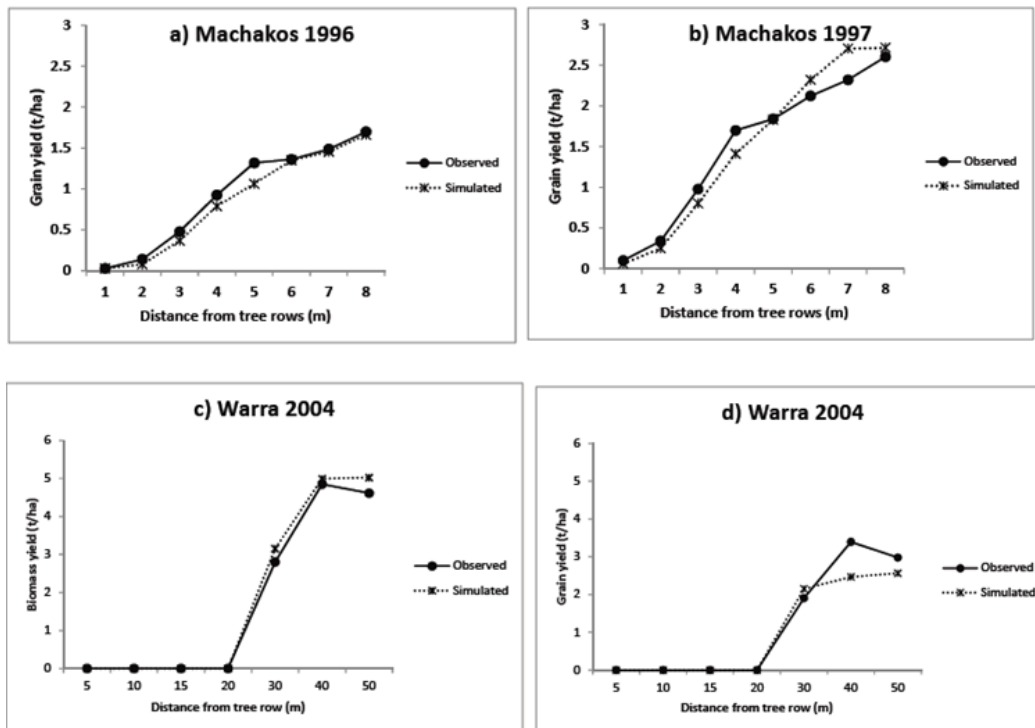 a) Machakos 1996
Grain yield (t/ha)
3
2.5
2
1.5
1
0.5
0
1 2 3 4 5 6 7 8
Distance from tree rows (m)
Observed
Simulated
b) Machakos 1997
Grain yield (t/ha)
3
2.5
2
1.5
1
0.5
0
1 2 3 4 5 6 7 8
Distance from tree rows (m)
Observed
Simulated
c) Warra 2004
Biomass yield (t/ha)
6
5
4
3
2
1
0
5 10 15 20 30 40 50
Distance from tree row (m)
Observed
Simulated
d) Warra 2004
Grain yield (t/ha)
6
5
4
3
2
1
0
5 10 15 20 30 40 50
Distance from tree row (m)
Observed
Simulated